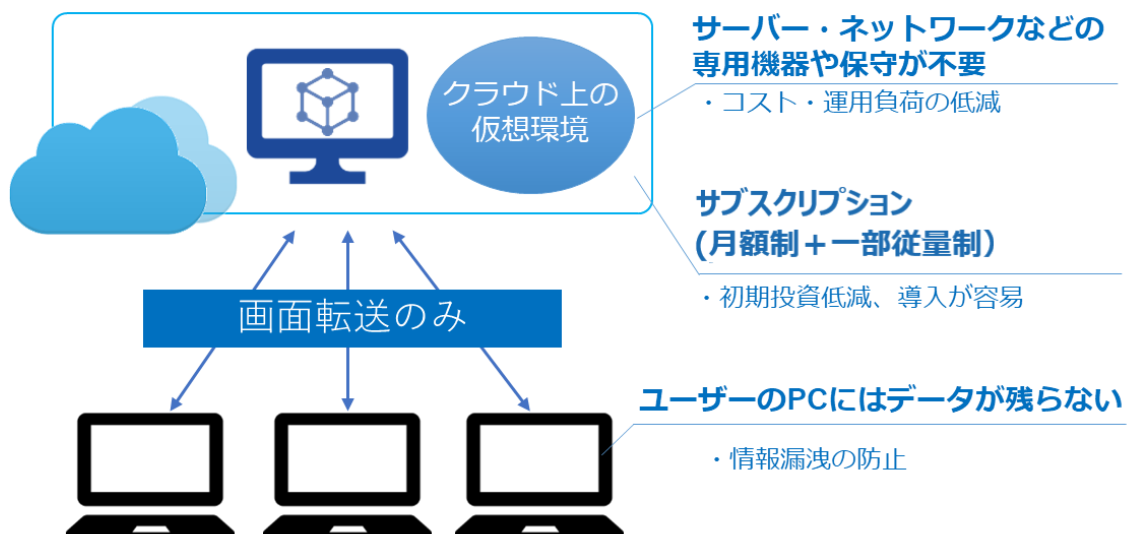 サーバー・ネットワークなどの
専用機器や保守が不要
・コスト・運用負荷の低減
クラウド上の
仮想環境
サブスクリプション
(月額制＋一部従量制）
・初期投資低減、導入が容易
画面転送のみ
ユーザーのPCにはデータが残らない
・情報漏洩の防止